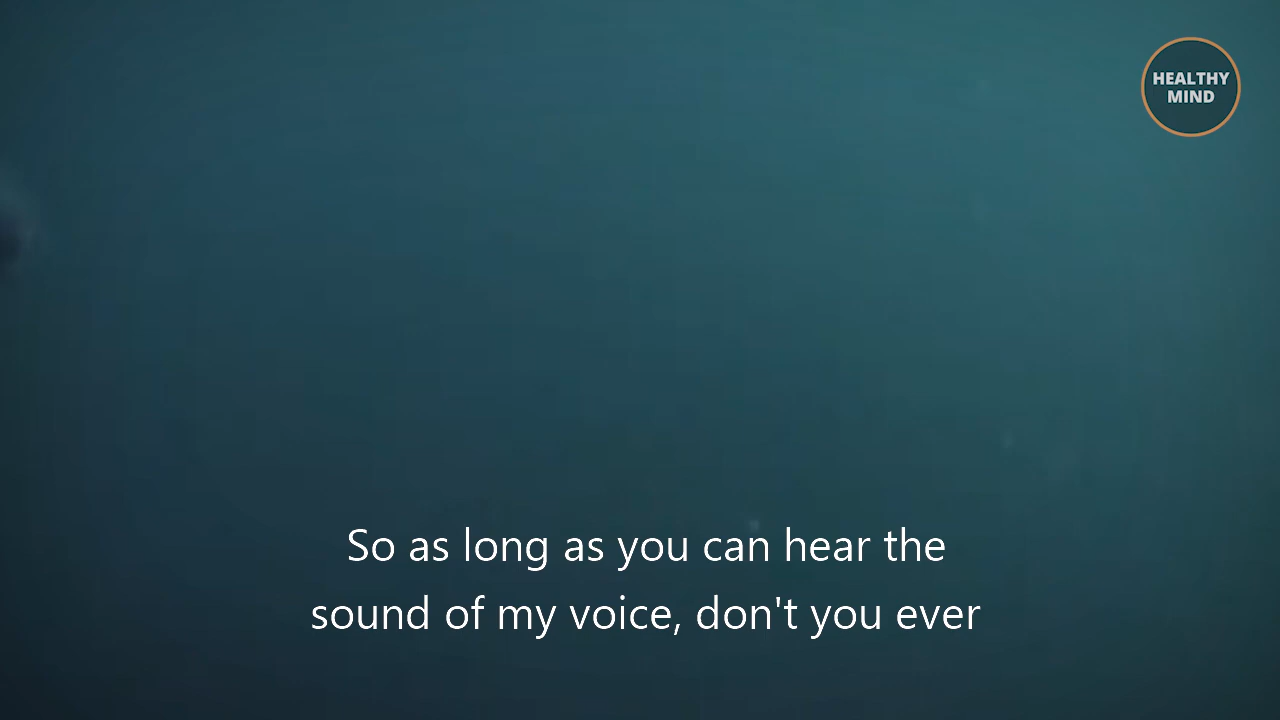 HEALTHY
MIND
So as long as you can hear the
sound of my voice, don't you ever